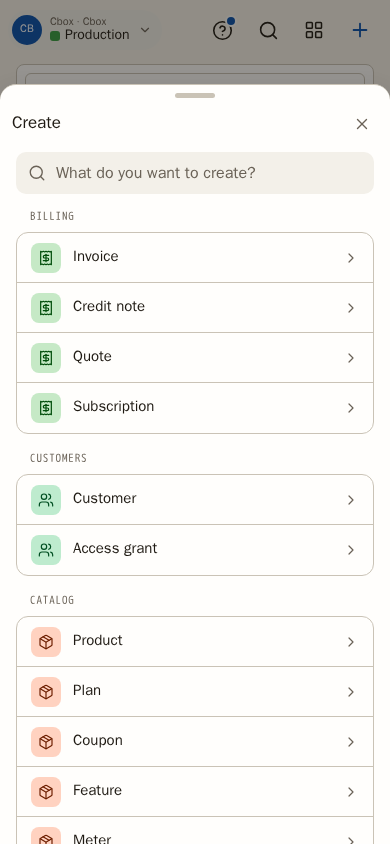 CB
Cbox · Cbox
Production
Create
What do you want to create?
BILLING
Invoice
Credit note
Quote
Subscription
CUSTOMERS
Customer
Access grant
CATALOG
Product
Plan
Coupon
Feature
Meter